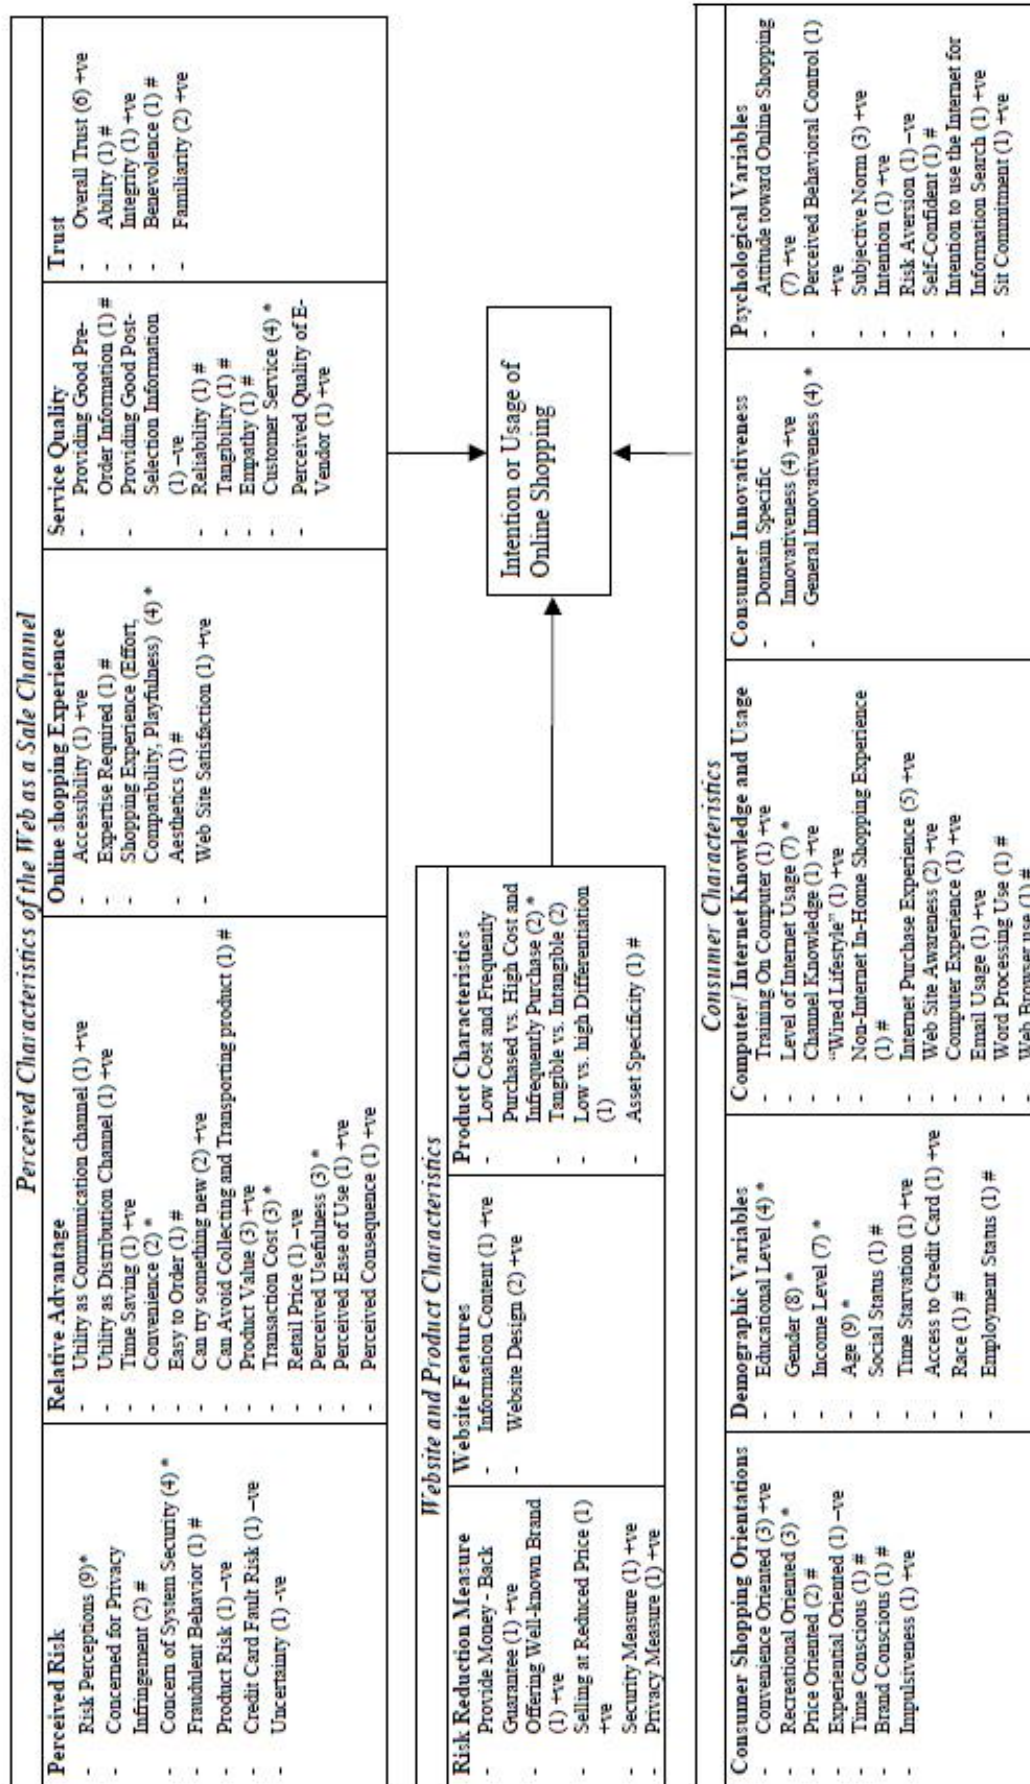 Perceived Characteristics of the Web as a Sale Channel
Perceived Risk
- Risk Perceptions (9)*
- Concerned for Privacy
Infringement (2) #
- Concern of System Security (4) *
- Fraudulent Behavior (1) #
- Product Risk (1) –ve
- Credit Card Fault Risk (1) –ve
- Uncertainty (1) -ve
Relative Advantage
- Utility as Communication channel (1) +ve
- Utility as Distribution Channel (1) +ve
- Time Saving (1) +ve
- Convenience (2) *
- Easy to Order (1) #
- Can try something new (2) +ve
- Can Avoid Collecting and Transporting product (1) #
- Product Value (3) +ve
- Transaction Cost (3) *
- Retail Price (1) –ve
- Perceived Usefulness (3) *
- Perceived Ease of Use (1) +ve
- Perceived Consequence (1) +ve
Online shopping Experience
- Accessibility (1) +ve
- Expertise Required (1) #
- Shopping Experience (Effort,
Compatibility, Playfulness) (4) *
- Aesthetics (1) #
- Web Site Satisfaction (1) +ve
Service Quality
- Providing Good Pre-
Order Information (1) #
- Providing Good Post-
Selection Information
(1) –ve
- Reliability (1) #
- Tangibility (1) #
- Empathy (1) #
- Customer Service (4) *
- Perceived Quality of E-
Vendor (1) +ve
Trust
- Overall Trust (6) +ve
- Ability (1) #
- Integrity (1) +ve
- Benevolence (1) #
- Familiarity (2) +ve
Website and Product Characteristics
Risk Reduction Measure
- Provide Money - Back
Guarantee (1) +ve
- Offering Well-known Brand
(1) +ve
- Selling at Reduced Price (1)
+ve
- Security Measure (1) +ve
- Privacy Measure (1) +ve
Website Features
- Information Content (1) +ve
- Website Design (2) +ve
Product Characteristics
- Low Cost and Frequently
Purchased vs. High Cost and
Infrequently Purchase (2) *
- Tangible vs. Intangible (2)
- Low vs. high Differentiation
(1)
- Asset Specificity (1) #
Intention or Usage of
Online Shopping
Consumer Characteristics
Consumer Shopping Orientations
- Convenience Oriented (3) +ve
- Recreational Oriented (3) *
- Price Oriented (2) #
- Experiential Oriented (1) –ve
- Time Conscious (1) #
- Brand Conscious (1) #
- Impulsiveness (1) +ve
Demographic Variables
- Educational Level (4) *
- Gender (8) *
- Income Level (7) *
- Age (9) *
- Social Status (1) #
- Time Starvation (1) +ve
- Access to Credit Card (1) +ve
- Race (1) #
- Employment Status (1) #
Computer/ Internet Knowledge and Usage
- Training On Computer (1) +ve
- Level of Internet Usage (7) *
- Channel Knowledge (1) +ve
- “Wired Lifestyle” (1) +ve
- Non-Internet In-Home Shopping Experience
(1) #
- Internet Purchase Experience (5) +ve
- Web Site Awareness (2) +ve
- Computer Experience (1) +ve
- Email Usage (1) +ve
- Word Processing Use (1) #
- Web Browser use (1) #
Consumer Innovativeness
- Domain Specific
Innovativeness (4) +ve
- General Innovativeness (4) *
Psychological Variables
- Attitude toward Online Shopping
(7) +ve
- Perceived Behavioral Control (1)
+ve
- Subjective Norm (3) +ve
- Intention (1) +ve
- Risk Aversion (1) –ve
- Self-Confident (1) #
- Intention to use the Internet for
Information Search (1) +ve
- Sit Commitment (1) +ve